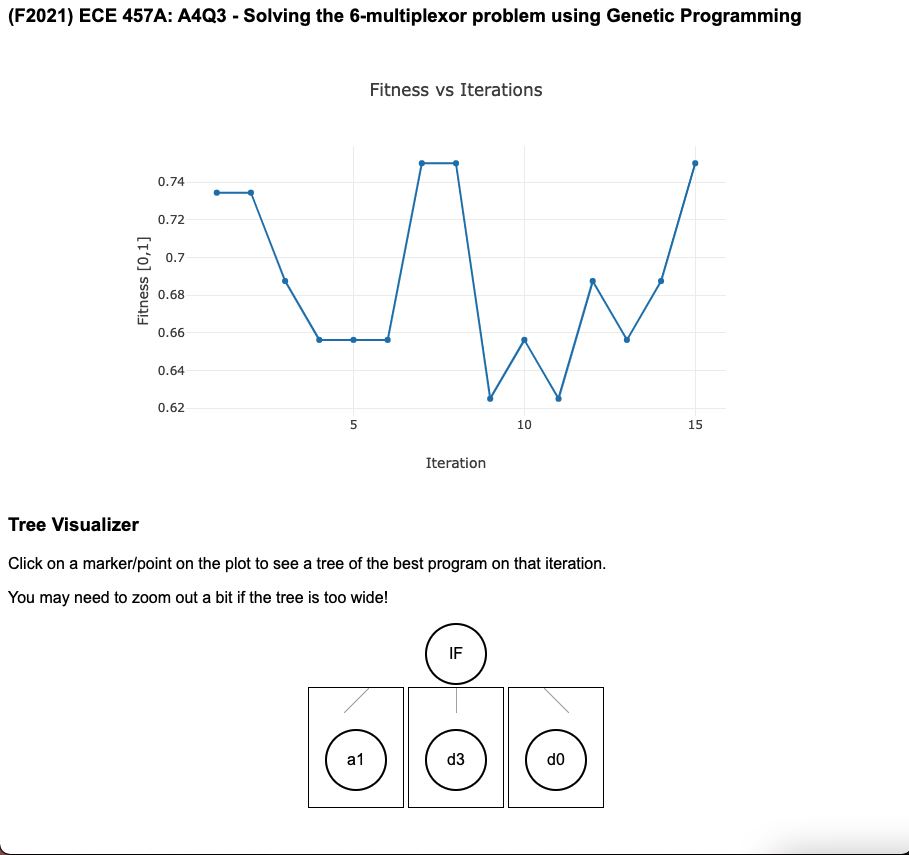 (F2021) ECE 457A: A4Q3 - Solving the 6-multiplexor problem using Genetic Programming
Fitness vs Iterations
Fitness [0,1]
0.74
0.72
0.7
0.68
0.66
0.64
0.62
5 10 15
Iteration
Tree Visualizer
Click on a marker/point on the plot to see a tree of the best program on that iteration.
You may need to zoom out a bit if the tree is too wide!
IF
a1 d3 d0